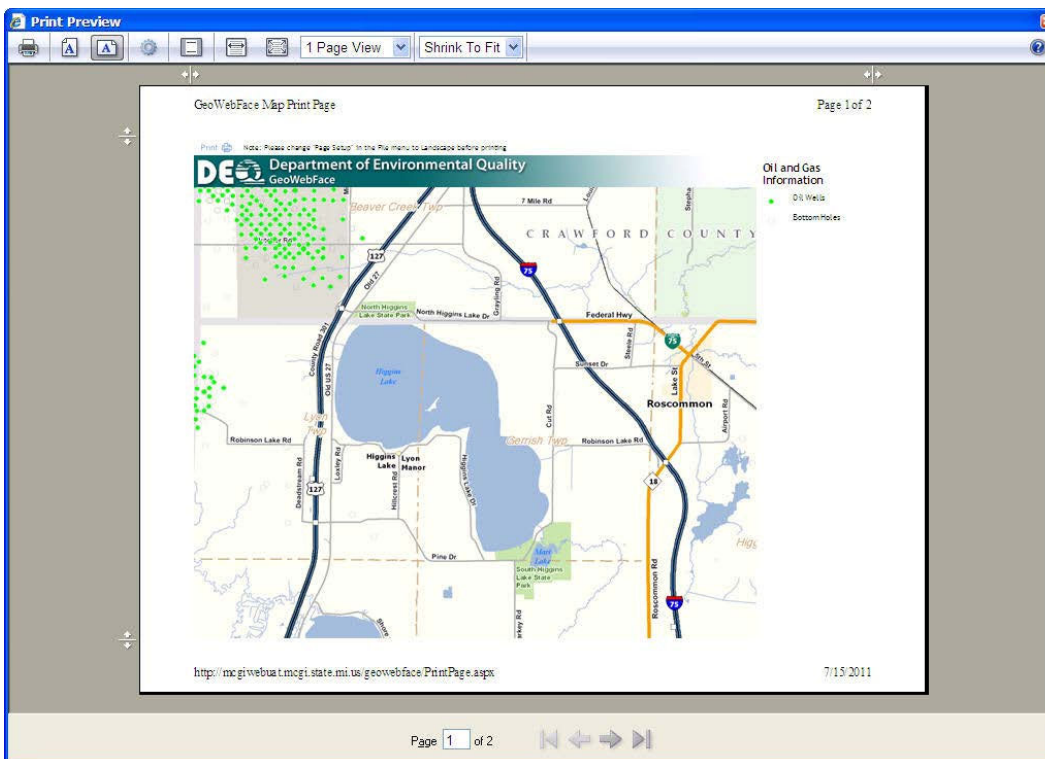 Print Preview
1 Page View
Shrink To Fit
GeoWebFace Map Print Page
Page 1 of 2
Print
Note: Please change "Page Setup" in the File menu to Landscape before printing
DEQ
Department of Environmental Quality
GeoWebFace
Oil and Gas
Information
Oil Wells
Bottom Holes
Beaver Creek Twp
7 Mile Rd
CRAWFORD COUNTY
127
Old 27
75
Grayling Rd
North Higgins
Lake State Park
North Higgins Lake Dr
Federal Hwy
County Road 301
Old US 27
Steele Rd
75
5th St
Higgins
Lake
Sunset Dr
Lake St
Roscommon
Airport Rd
Lyon
Twp
Cut Rd
Gerrish Twp
Robinson Lake Rd
Robinson Lake Rd
Loxley Rd
Higgins
Lake
Lyon
Manor
Deadstream Rd
Hillcrest Rd
Higgins Lake Dr
127
18
Pine Dr
Marl
Lake
South Higgins
Lake State
Park
Roscommon Rd
75
http://mcgiwebuat.mcgi.state.mi.us/geowebface/PrintPage.aspx
7/15/2011
Page 1 of 2